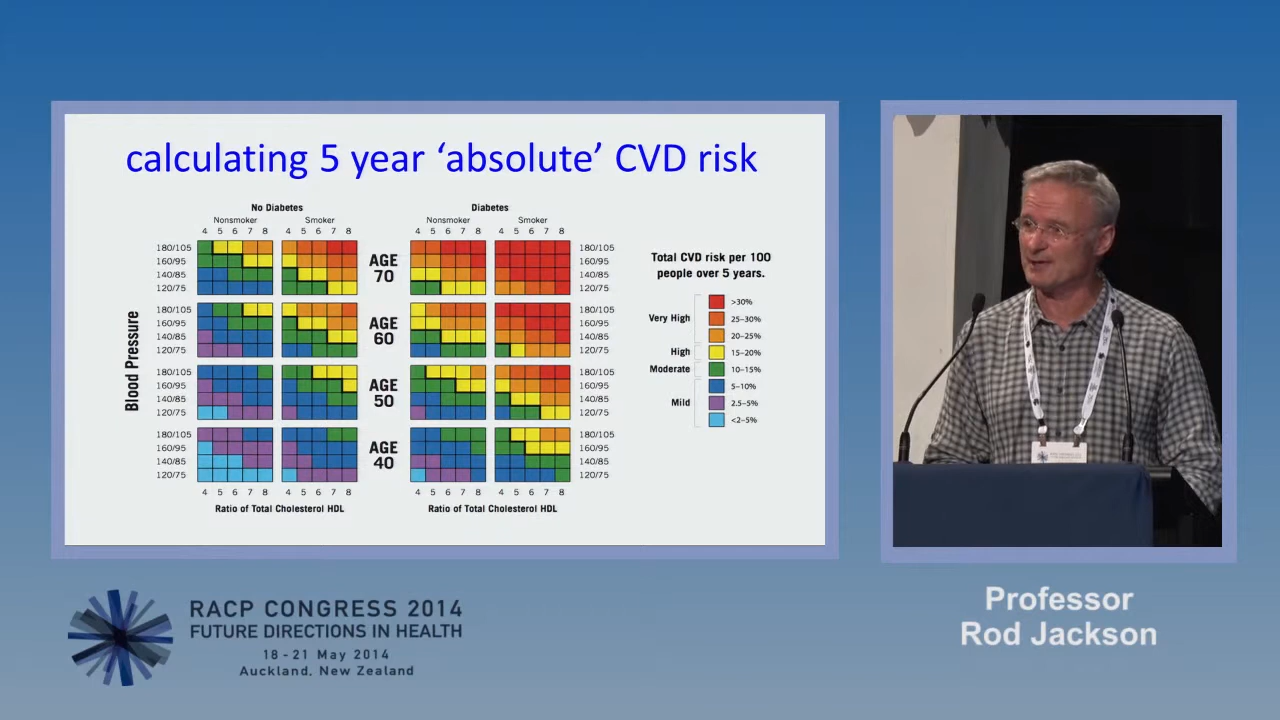 calculating 5 year ‘absolute’ CVD risk
No Diabetes
Diabetes
Nonsmoker
Smoker
Nonsmoker
Smoker
4 5 6 7 8
4 5 6 7 8
4 5 6 7 8
4 5 6 7 8
Blood Pressure
180/105
160/95
140/85
120/75
AGE
70
180/105
160/95
140/85
120/75
180/105
160/95
140/85
120/75
AGE
60
180/105
160/95
140/85
120/75
180/105
160/95
140/85
120/75
AGE
50
180/105
160/95
140/85
120/75
180/105
160/95
140/85
120/75
AGE
40
180/105
160/95
140/85
120/75
4 5 6 7 8
4 5 6 7 8
4 5 6 7 8
4 5 6 7 8
Ratio of Total Cholesterol HDL
Ratio of Total Cholesterol HDL
Total CVD risk per 100
people over 5 years.
Very High
>30%
25–30%
20–25%
High
15–20%
Moderate
10–15%
Mild
5–10%
2.5–5%
<2–5%
RACP CONGRESS 2014
FUTURE DIRECTIONS IN HEALTH
18 - 21 May 2014
Auckland, New Zealand
Professor
Rod Jackson